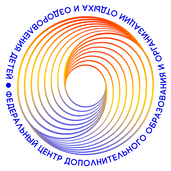 ФЕДЕРАЛЬНЫЙ ЦЕНТР ДОПОЛНИТЕЛЬНОГО ОБРАЗОВАНИЯ И ОРГАНИЗАЦИИ ОТДЫХА И ОЗДОРОВЛЕНИЯ ДЕТЕЙ